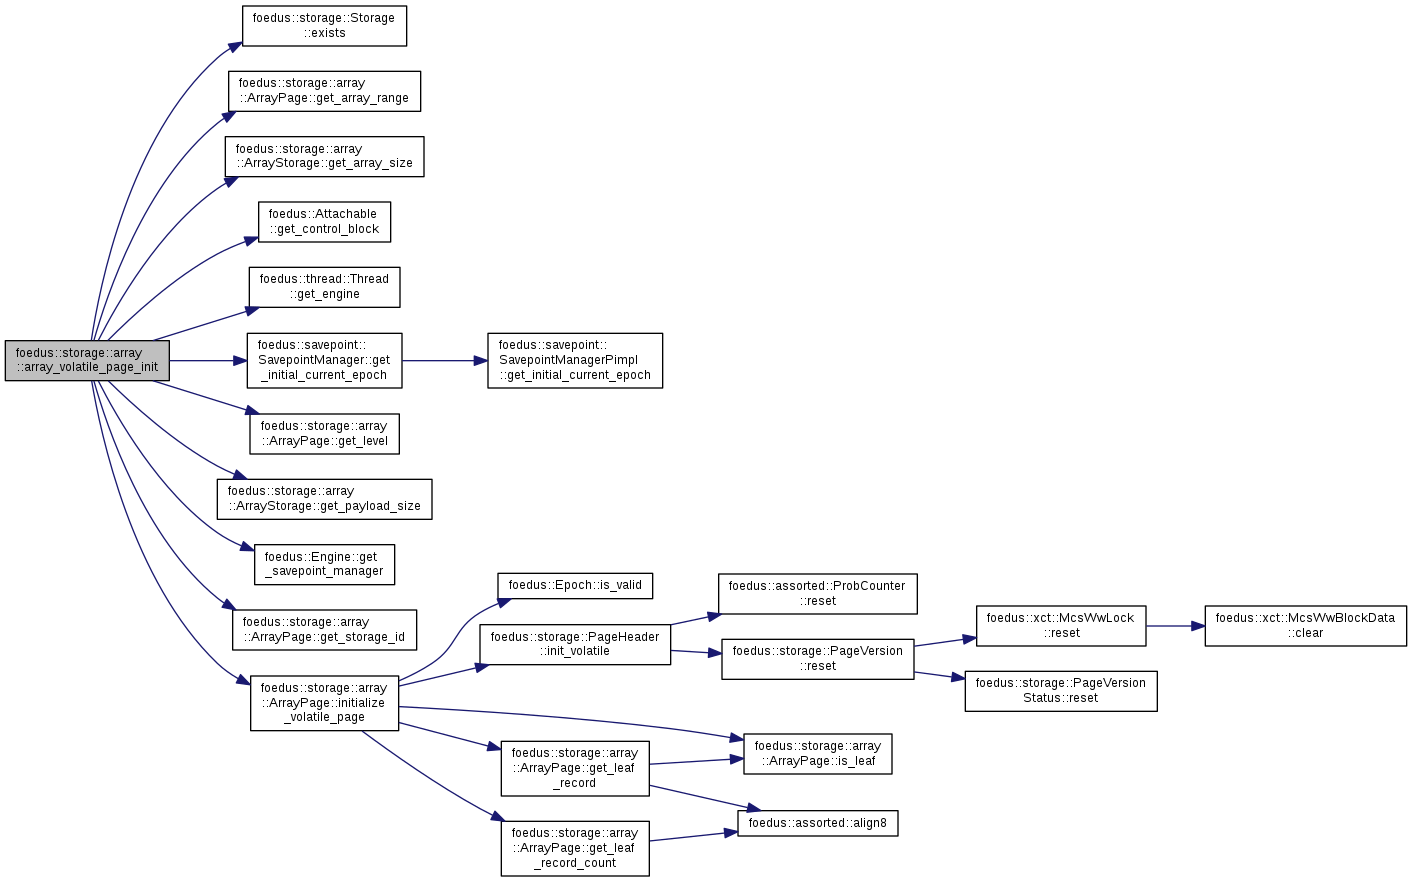 foedus::storage::Storage
::exists
foedus::storage::array
::ArrayPage::get_array_range
foedus::storage::array
::ArrayStorage::get_array_size
foedus::Attachable
::get_control_block
foedus::thread::Thread
::get_engine
foedus::storage::array
::array_volatile_page_init
foedus::savepoint::
SavepointManager::get
_initial_current_epoch
foedus::savepoint::
SavepointManagerPimpl
::get_initial_current_epoch
foedus::storage::array
::ArrayPage::get_level
foedus::storage::array
::ArrayStorage::get_payload_size
foedus::Engine::get
_savepoint_manager
foedus::storage::array
::ArrayPage::get_storage_id
foedus::storage::array
::ArrayPage::initialize
_volatile_page
foedus::Epoch::is_valid
foedus::storage::PageHeader
::init_volatile
foedus::assorted::ProbCounter
::reset
foedus::storage::PageVersion
::reset
foedus::xct::McsWwLock
::reset
foedus::xct::McsWwBlockData
::clear
foedus::storage::PageVersion
Status::reset
foedus::storage::array
::ArrayPage::get_leaf
_record
foedus::storage::array
::ArrayPage::is_leaf
foedus::storage::array
::ArrayPage::get_leaf
_record_count
foedus::assorted::align8